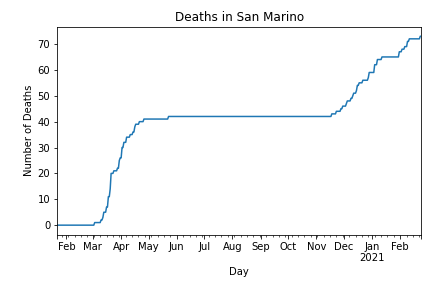 Deaths in San Marino
Number of Deaths
70
60
50
40
30
20
10
0
Feb Mar Apr May Jun Jul Aug Sep Oct Nov Dec Jan Feb
2021
Day